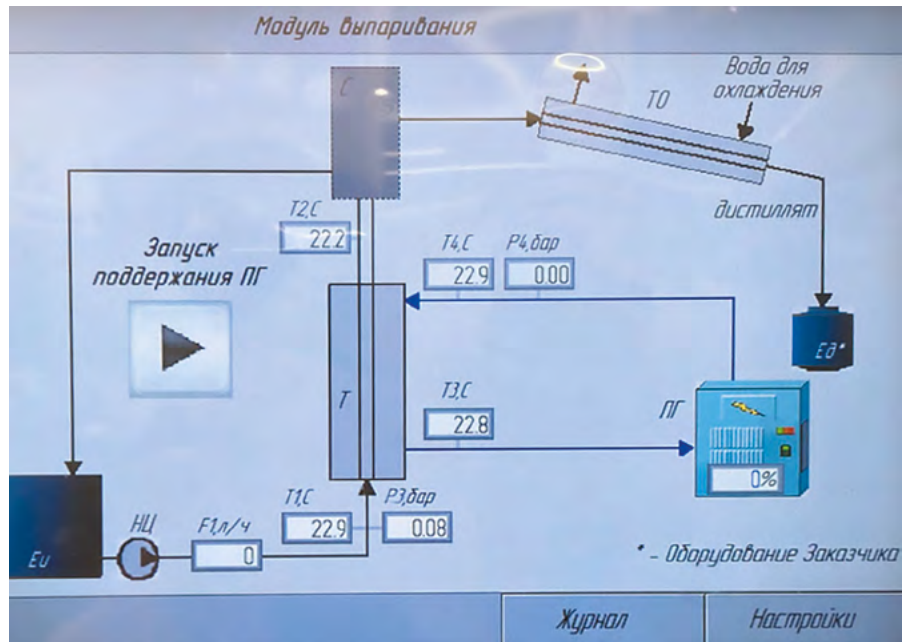 Модуль выпаривания
С
ТО
Вода для
охлаждения
Т2,С
22.2
дистиллят
Запуск
поддержания ПГ
Т4,С
Р4,бар
22.9
0.00
Ед*
Т
Т3,С
22.8
ПГ
0%
Т1,С
Р3,бар
22.9
0.08
НЦ
F1,л/ч
0
Еи
* - Оборудование Заказчика
Журнал
Настройки